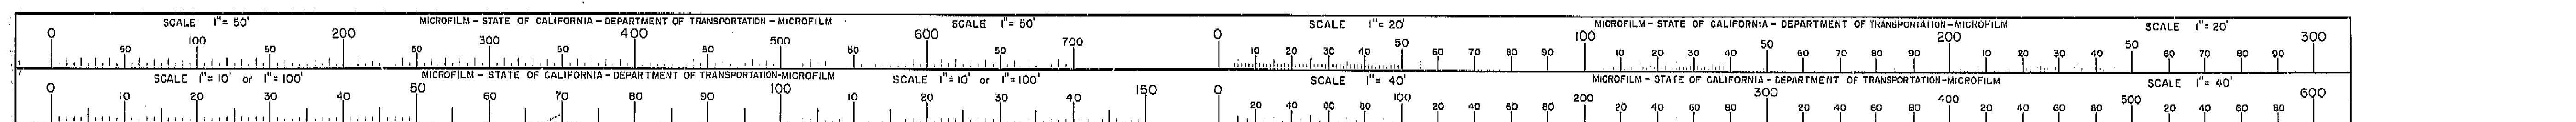 SCALE 1"= 50' MICROFILM – STATE OF CALIFORNIA – DEPARTMENT OF TRANSPORTATION – MICROFILM SCALE 1"= 50' SCALE 1"= 20' MICROFILM – STATE OF CALIFORNIA – DEPARTMENT OF TRANSPORTATION – MICROFILM SCALE 1"= 20'
0 100 200 300 400 500 600 700 0 100 200 300
50 50 50 50 50 50 50 10 20 30 40 50 60 70 80 90 10 20 30 40 50 60 70 80 90 10 20 30 40 50 60 70 80 90
SCALE 1"= 10' or 1"= 100' MICROFILM – STATE OF CALIFORNIA – DEPARTMENT OF TRANSPORTATION–MICROFILM SCALE 1"= 10' or 1"= 100' SCALE 1"= 40' MICROFILM – STATE OF CALIFORNIA – DEPARTMENT OF TRANSPORTATION – MICROFILM SCALE 1"= 40'
0 10 20 30 40 50 60 70 80 90 100 10 20 30 40 150 0 100 200 300 400 500 600
20 40 60 80 20 40 60 80 20 40 60 80 20 40 60 80 20 40 60 80 20 40 60 80